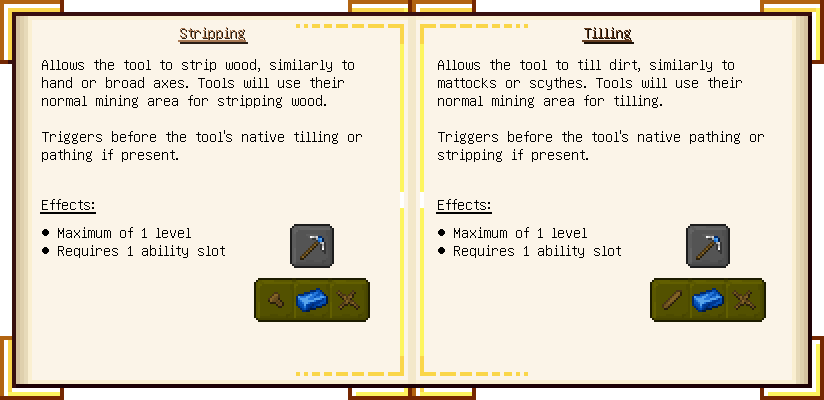 Stripping
Allows the tool to strip wood, similarly to
hand or broad axes. Tools will use their
normal mining area for stripping wood.
Triggers before the tool's native tilling or
pathing if present.
Effects:
• Maximum of 1 level
• Requires 1 ability slot
Tilling
Allows the tool to till dirt, similarly to
mattocks or scythes. Tools will use their
normal mining area for tilling.
Triggers before the tool's native pathing or
stripping if present.
Effects:
• Maximum of 1 level
• Requires 1 ability slot